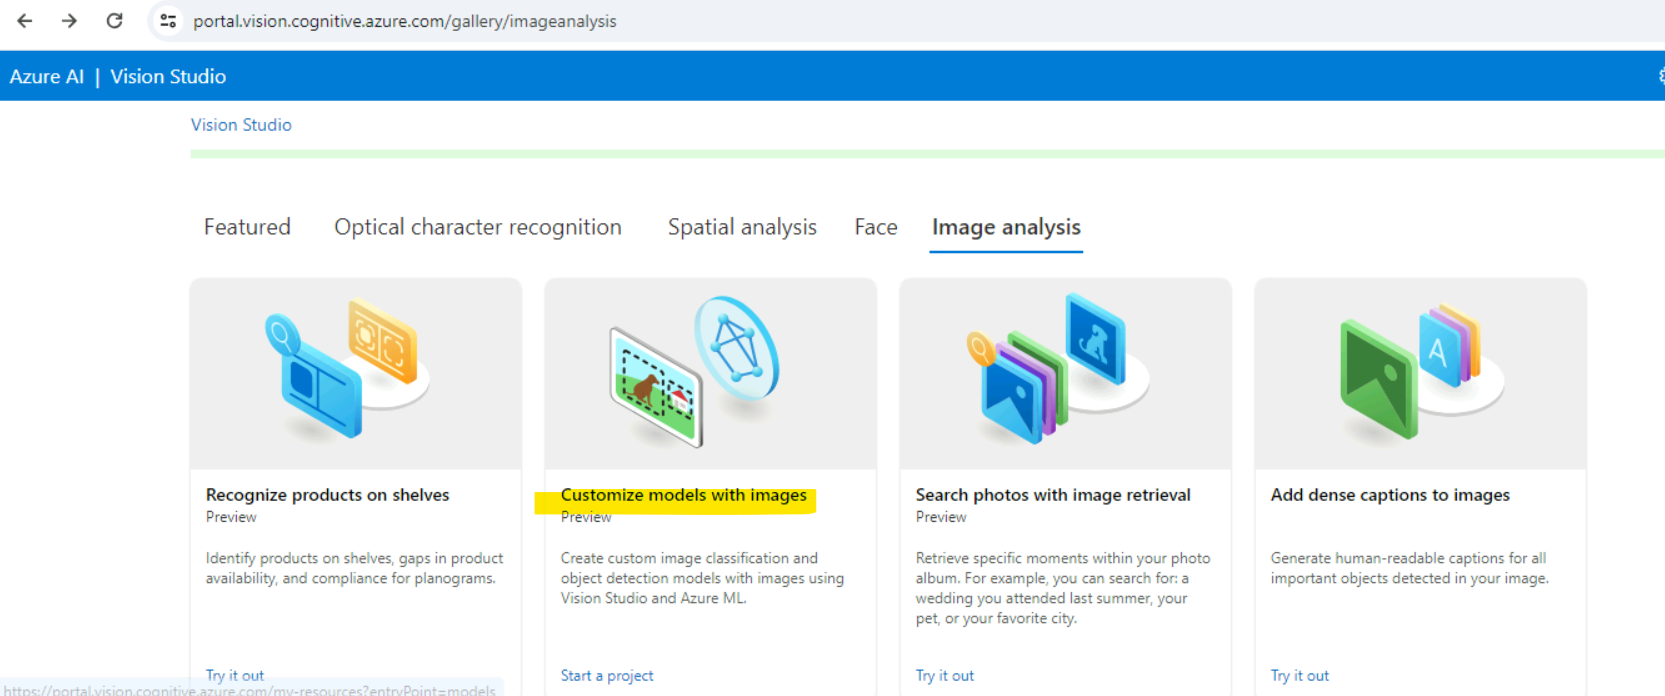 portal.vision.cognitive.azure.com/gallery/imageanalysis
Azure AI | Vision Studio
Vision Studio
Featured
Optical character recognition
Spatial analysis
Face
Image analysis
A
Recognize products on shelves
Preview
Identify products on shelves, gaps in product
availability, and compliance for planograms.
Try it out
Customize models with images
Preview
Create custom image classification and
object detection models with images using
Vision Studio and Azure ML.
Start a project
Search photos with image retrieval
Preview
Retrieve specific moments within your photo
album. For example, you can search for: a
wedding you attended last summer, your
pet, or your favorite city.
Try it out
Add dense captions to images
Generate human-readable captions for all
important objects detected in your image.
Try it out
https://portal.vision.cognitive.azure.com/my-resources?entryPoint=models